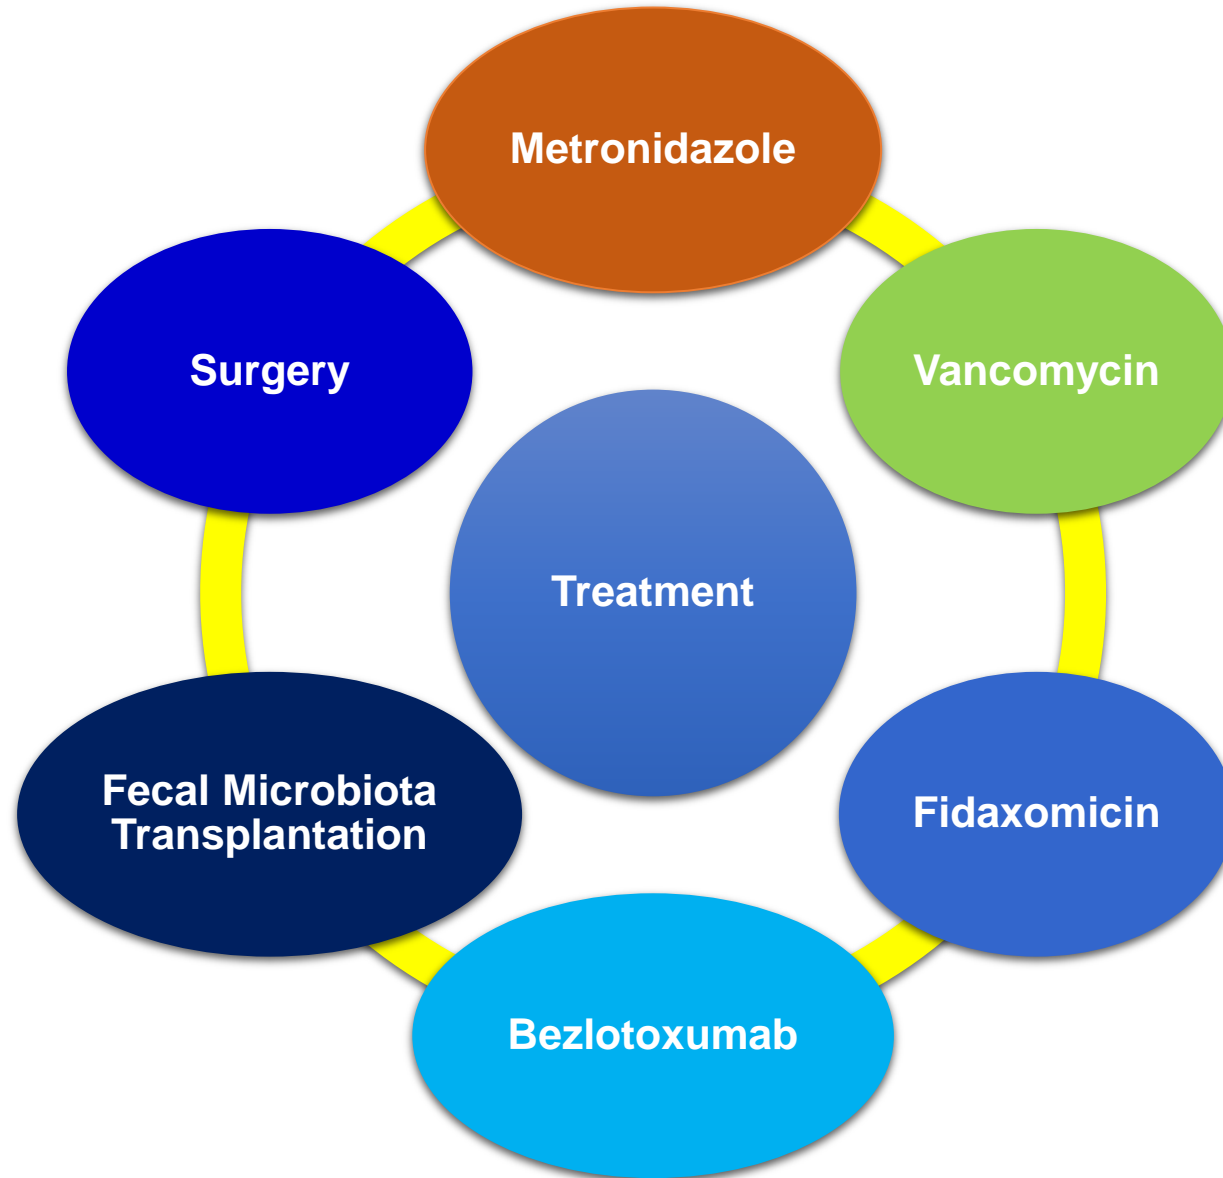 Metronidazole
Surgery
Vancomycin
Treatment
Fecal Microbiota
Transplantation
Fidaxomicin
Bezlotoxumab